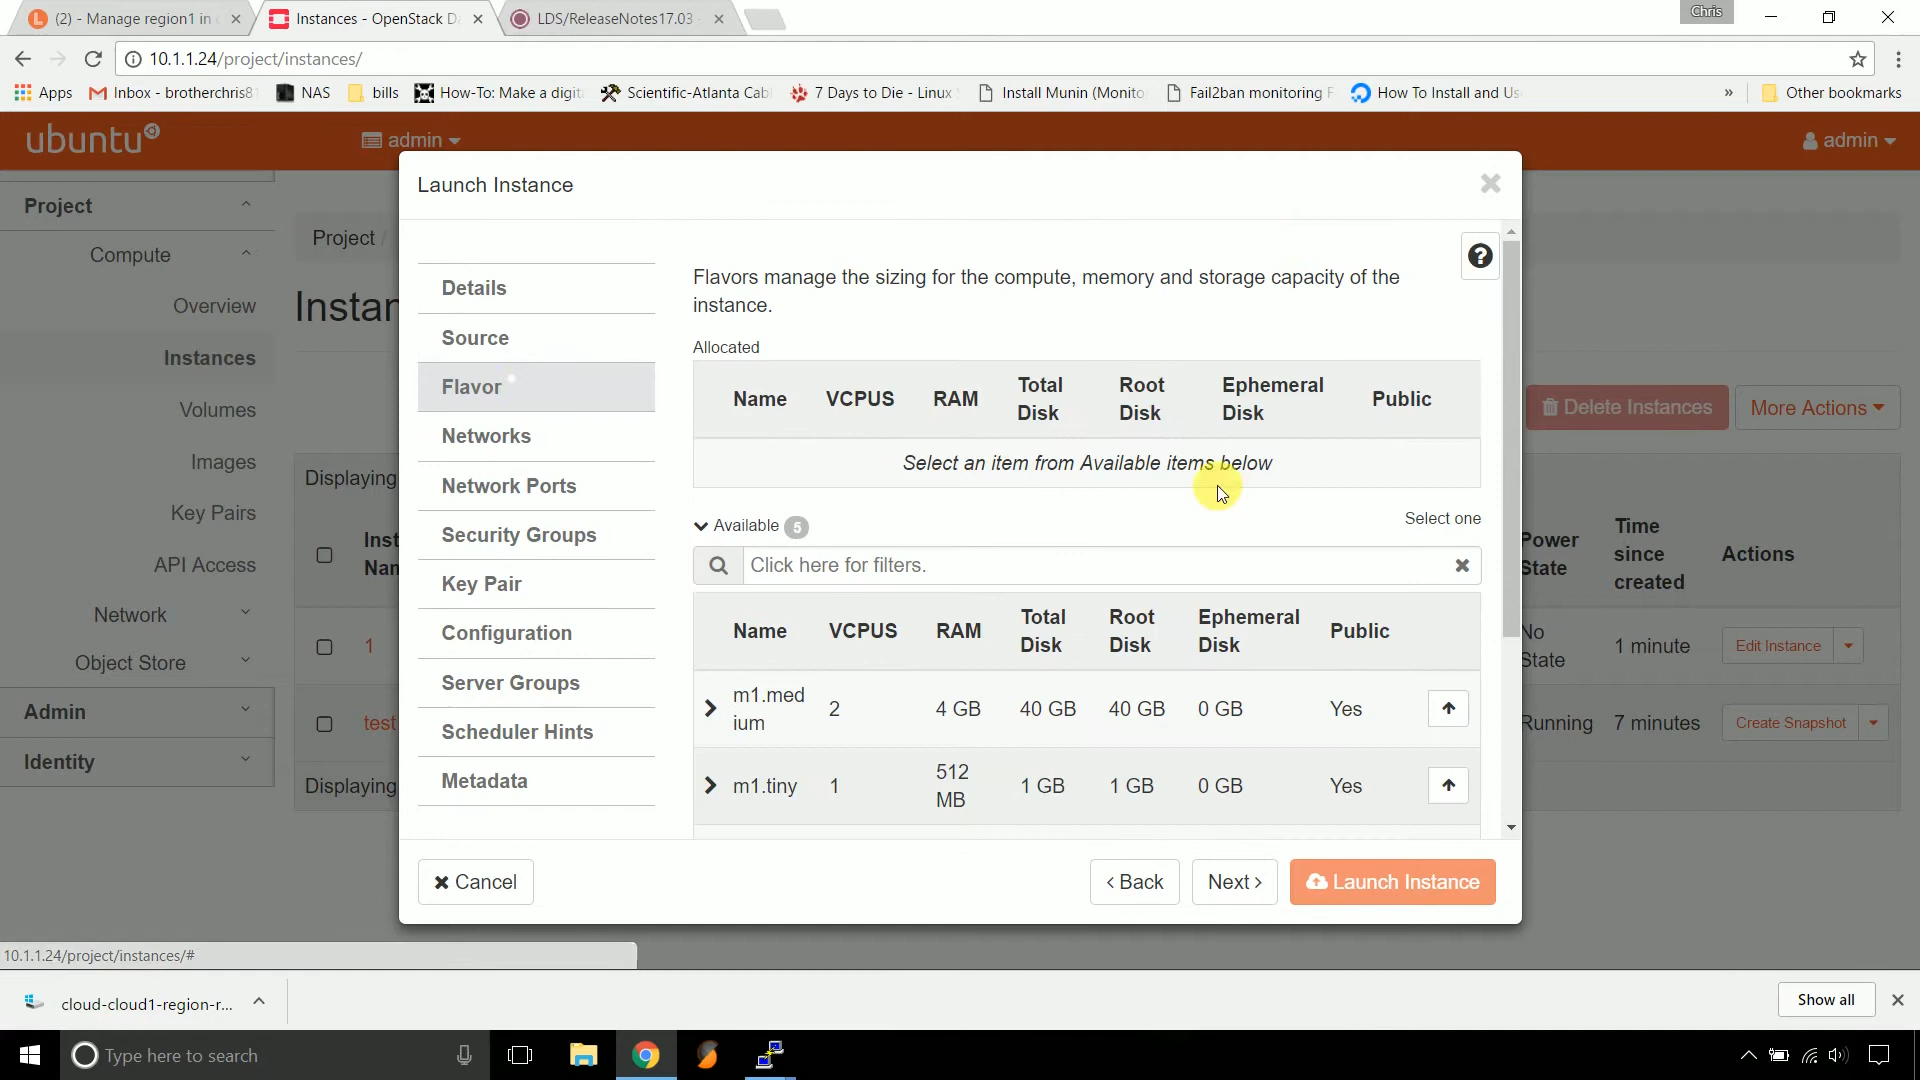 (2) - Manage region1 in
Instances - OpenStack Da
LDS/ReleaseNotes17.03 -
Chris
10.1.1.24/project/instances/
Apps
Inbox - brotherchris8
NAS
bills
How-To: Make a digit
Scientific-Atlanta Cab
7 Days to Die - Linux
Install Munin (Monito
Fail2ban monitoring F
How To Install and Us
»
Other bookmarks
ubuntu
admin
admin
Project
Compute
Overview
Instances
Volumes
Images
Key Pairs
API Access
Network
Object Store
Admin
Identity
Project /
Instan
Delete Instances
More Actions
Displaying
Inst
Nam
Power
State
Time
since
created
Actions
1
No
State
1 minute
Edit Instance
test
Running
7 minutes
Create Snapshot
Displaying
Launch Instance
Details
Source
Flavor
Networks
Network Ports
Security Groups
Key Pair
Configuration
Server Groups
Scheduler Hints
Metadata
Flavors manage the sizing for the compute, memory and storage capacity of the
instance.
Allocated
Name VCPUS RAM Total Disk Root Disk Ephemeral Disk Public
Select an item from Available items below
Available 5
Select one
Click here for filters.
Name VCPUS RAM Total Disk Root Disk Ephemeral Disk Public
m1.med
ium 2 4 GB 40 GB 40 GB 0 GB Yes
m1.tiny 1 512 MB 1 GB 1 GB 0 GB Yes
Cancel
‹ Back
Next ›
Launch Instance
10.1.1.24/project/instances/#
cloud-cloud1-region-r...
Show all
Type here to search